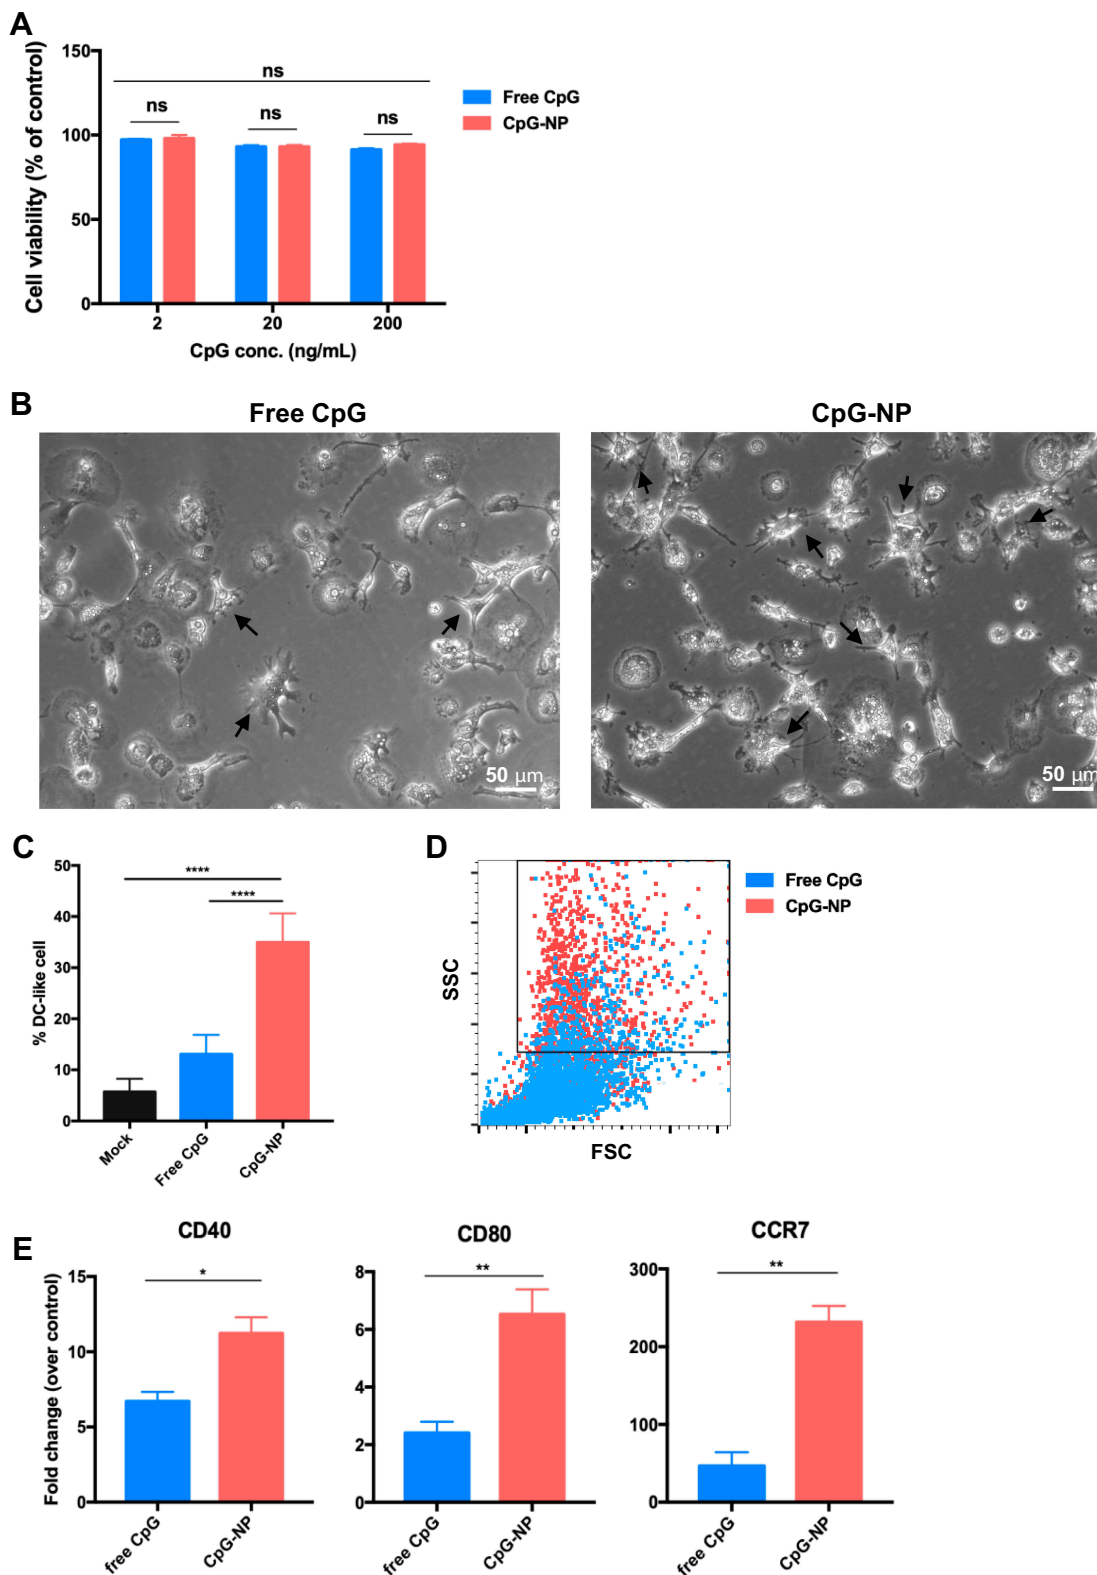 A
Cell viability (% of control)
150
100
50
0
ns
ns
ns
ns
2
20
200
CpG conc. (ng/mL)
Free CpG
CpG-NP
B
Free CpG
CpG-NP
50 μm
50 μm
C
% DC-like cell
50
40
30
20
10
0
****
****
Mock
Free CpG
CpG-NP
D
SSC
FSC
Free CpG
CpG-NP
E
Fold change (over control)
CD40
15
10
5
0
*
free CpG
CpG-NP
CD80
8
6
4
2
0
**
free CpG
CpG-NP
CCR7
300
200
100
0
**
free CpG
CpG-NP